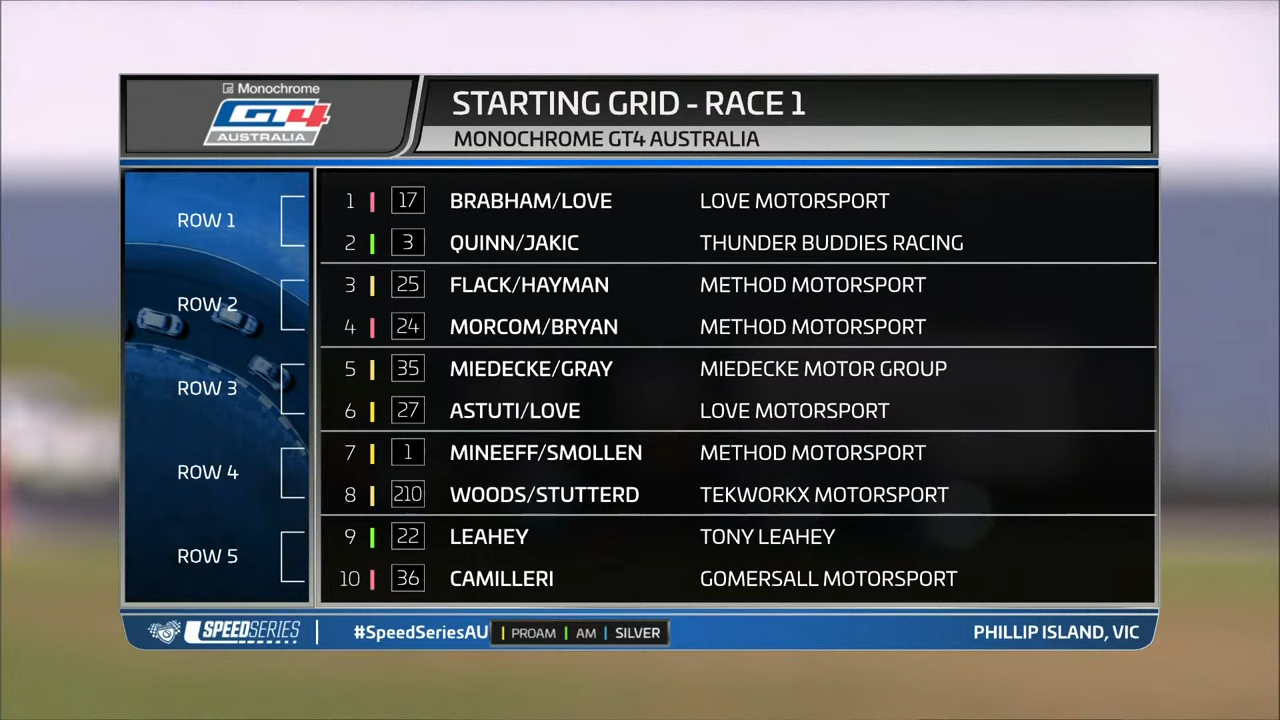 Monochrome
GT4
AUSTRALIA
STARTING GRID - RACE 1
MONOCHROME GT4 AUSTRALIA
ROW 1
1 17 BRABHAM/LOVE LOVE MOTORSPORT
2 3 QUINN/JAKIC THUNDER BUDDIES RACING
ROW 2
3 25 FLACK/HAYMAN METHOD MOTORSPORT
4 24 MORCOM/BRYAN METHOD MOTORSPORT
ROW 3
5 35 MIEDECKE/GRAY MIEDECKE MOTOR GROUP
6 27 ASTUTI/LOVE LOVE MOTORSPORT
ROW 4
7 1 MINEEFF/SMOLLEN METHOD MOTORSPORT
8 210 WOODS/STUTTERD TEKWORKX MOTORSPORT
ROW 5
9 22 LEAHEY TONY LEAHEY
10 36 CAMILLERI GOMERSALL MOTORSPORT
SPEEDSERIES #SpeedSeriesAU PROAM AM SILVER PHILLIP ISLAND, VIC